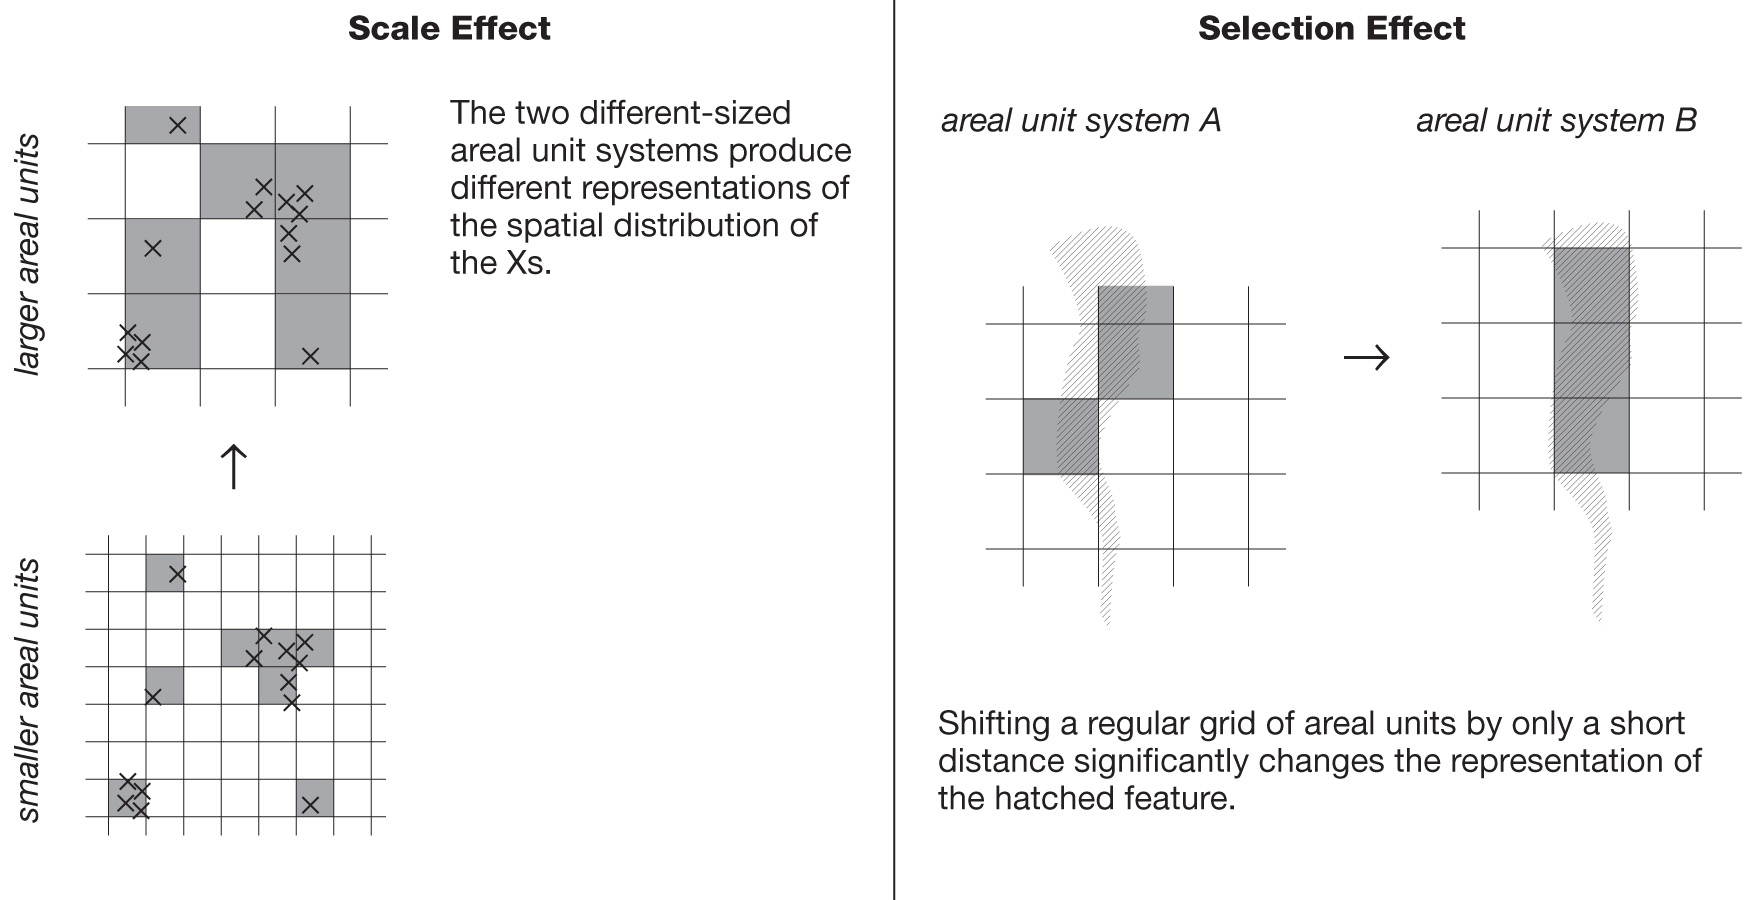 Scale Effect
larger areal units
The two different-sized
areal unit systems produce
different representations of
the spatial distribution of
the Xs.
smaller areal units
Selection Effect
areal unit system A
areal unit system B
Shifting a regular grid of areal units by only a short
distance significantly changes the representation of
the hatched feature.